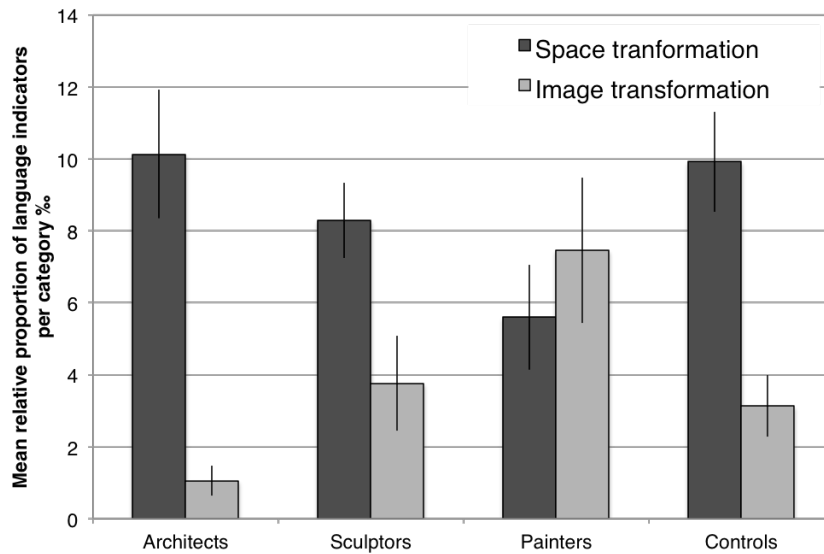 14
12
10
8
6
4
2
0
Mean relative proportion of language indicators
per category ‰
Space tranformation
Image transformation
Architects
Sculptors
Painters
Controls